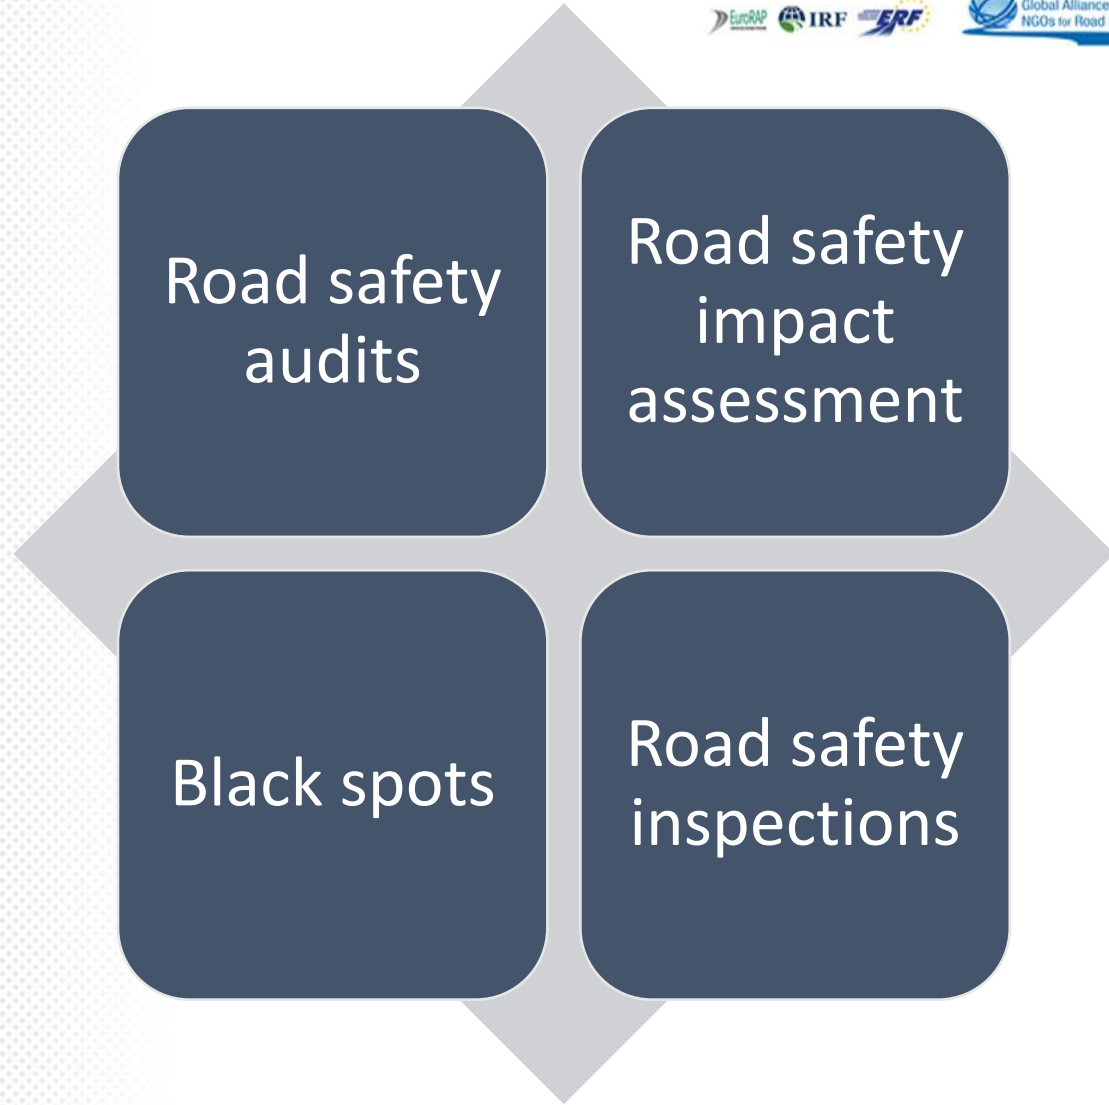 EuroRAP IRF ERF
Global Alliance
NGOs for Road
Road safety
audits
Road safety
impact
assessment
Black spots
Road safety
inspections